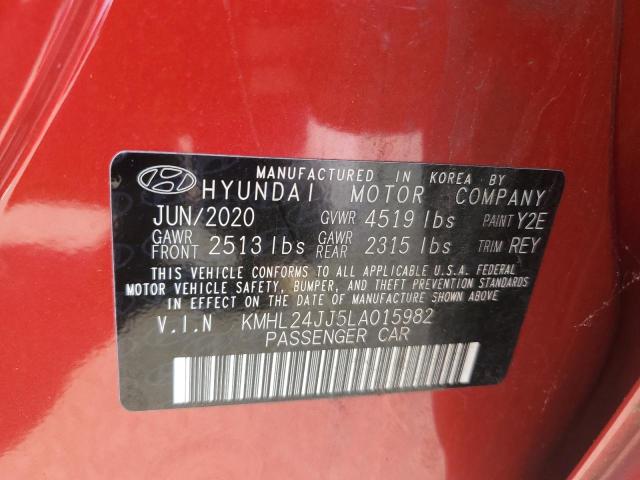 MANUFACTURED IN KOREA BY
HYUNDAI MOTOR COMPANY
JUN/2020 GVWR 4519 lbs PAINT Y2E
GAWR FRONT 2513 lbs GAWR REAR 2315 lbs TRIM REY
THIS VEHICLE CONFORMS TO ALL APPLICABLE U.S.A. FEDERAL
MOTOR VEHICLE SAFETY, BUMPER, AND THEFT PREVENTION STANDARDS
IN EFFECT ON THE DATE OF MANUFACTURE SHOWN ABOVE
V.I.N KMHL24JJ5LA015982
PASSENGER CAR